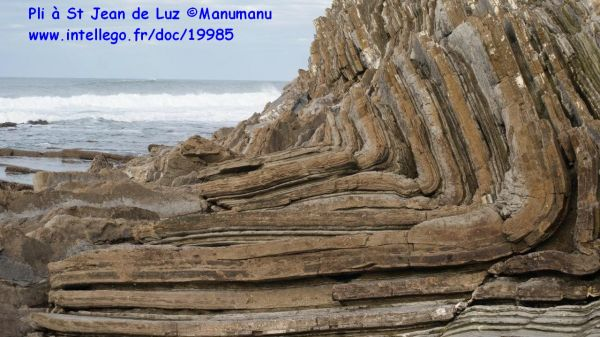 Pli à St Jean de Luz ©Manumanu
www.intellego.fr/doc/19985